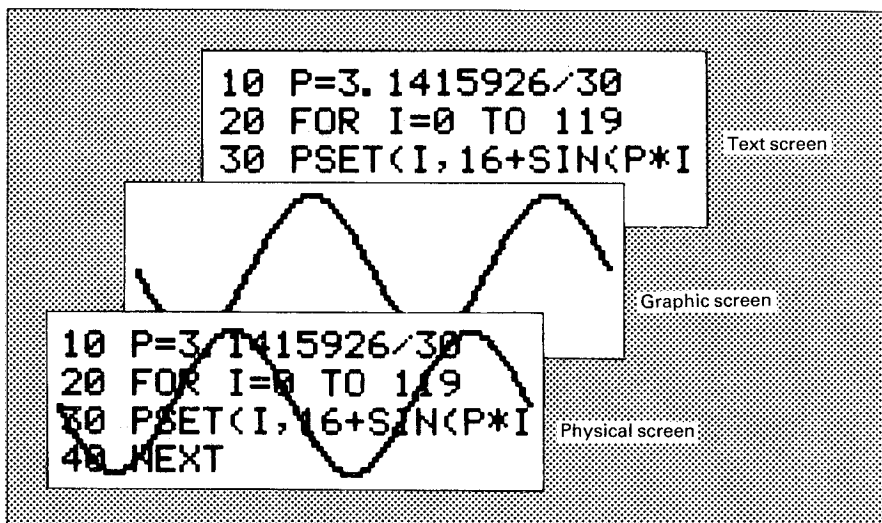 10 P=3.1415926/30
20 FOR I=0 TO 119
30 PSET(I,16+SIN(P*I
Text screen
Graphic screen
10 P=3.1415926/30
20 FOR I=0 TO 119
30 PSET(I,16+SIN(P*I
40 NEXT
Physical screen